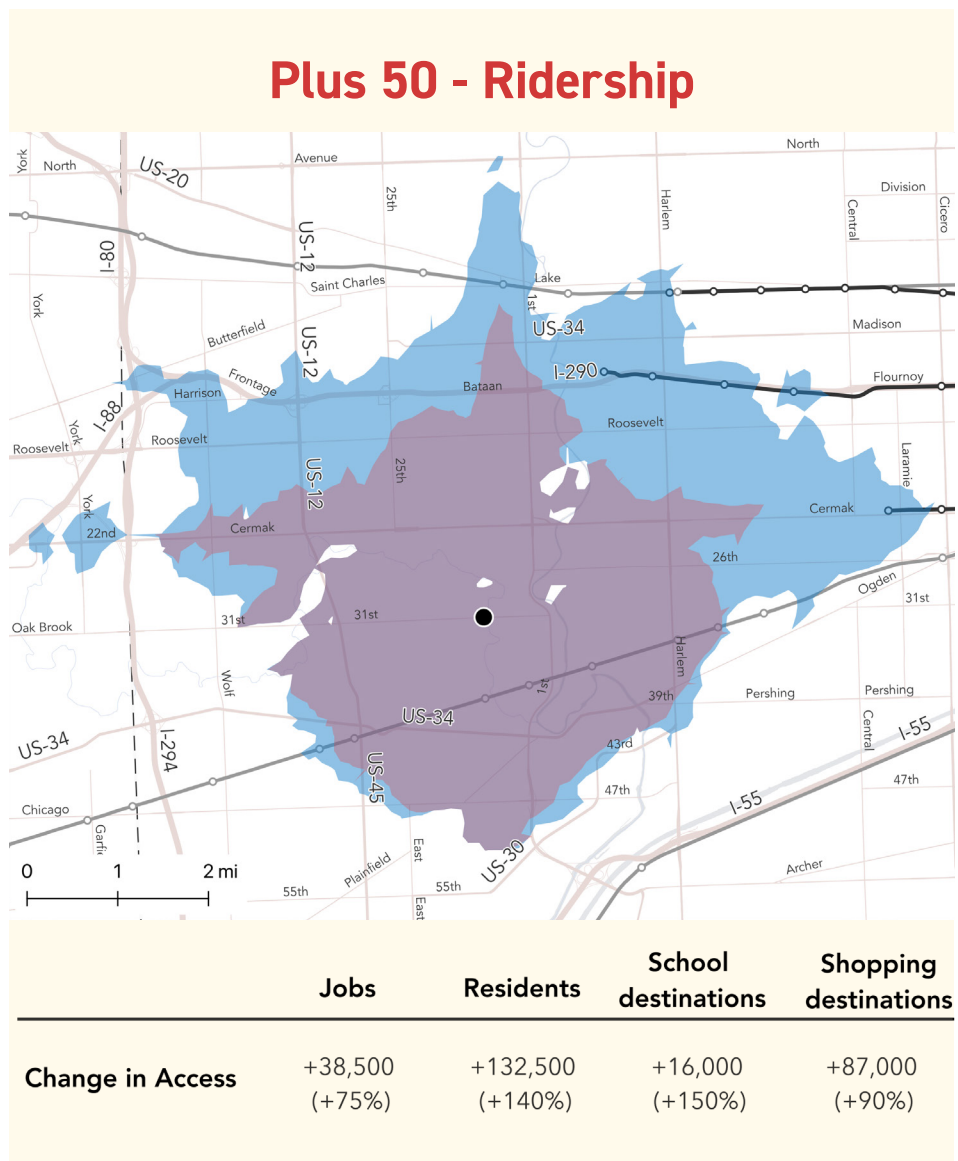 Plus 50 - Ridership
York
North
US-20
Avenue
North
25th
Division
Harlem
Central
Cicero
I-80
US-12
Saint Charles
Lake
1st
York
Butterfield
US-12
US-34
Madison
Frontage
Harrison
Bataan
I-290
Flournoy
I-88
York
Roosevelt
Roosevelt
Roosevelt
25th
US-12
Laramie
York
22nd
Cermak
Cermak
26th
Ogden
31st
31st
31st
Oak Brook
Wolf
Harlem
1st
39th
Pershing
Pershing
US-34
US-34
I-294
43rd
Central
I-55
US-45
47th
47th
I-55
Chicago
Garfi
East
US-30
Plainfield
Archer
55th
55th
East
0 1 2 mi
Jobs Residents School destinations Shopping destinations
Change in Access +38,500 +132,500 +16,000 +87,000
(+75%) (+140%) (+150%) (+90%)